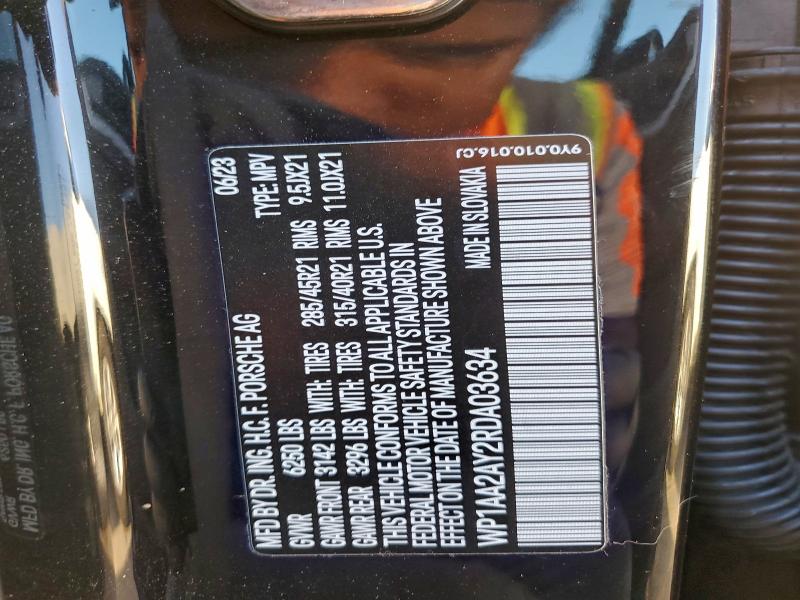 MFD BY DR. ING. H.C. F. PORSCHE AG 06/23
GVWR 6250 LBS TYPE: MPV
GAWR FRONT 3142 LBS WITH: TIRES 285/45R21 RIMS 9.5JX21
GAWR REAR 3296 LBS WITH: TIRES 315/40R21 RIMS 11.0JX21
THIS VEHICLE CONFORMS TO ALL APPLICABLE U.S.
FEDERAL MOTOR VEHICLE SAFETY STANDARDS IN
EFFECT ON THE DATE OF MANUFACTURE SHOWN ABOVE
WP1AA2AY2RDA03634 MADE IN SLOVAKIA
9Y0.010.016.CJ